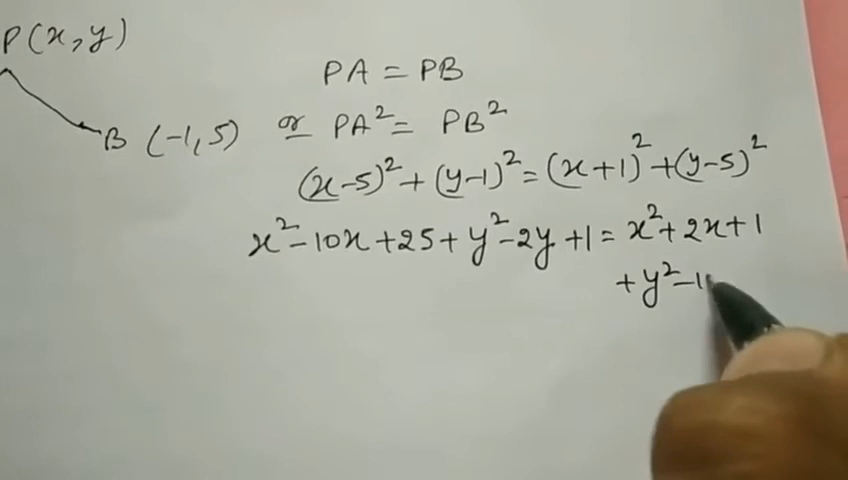 P(x,y)
PA = PB
B (-1,5) or PA² = PB²
(x-5)²+(y-1)²=(x+1)²+(y-5)²
x²-10x+25+y²-2y+1=x²+2x+1
+y²-1